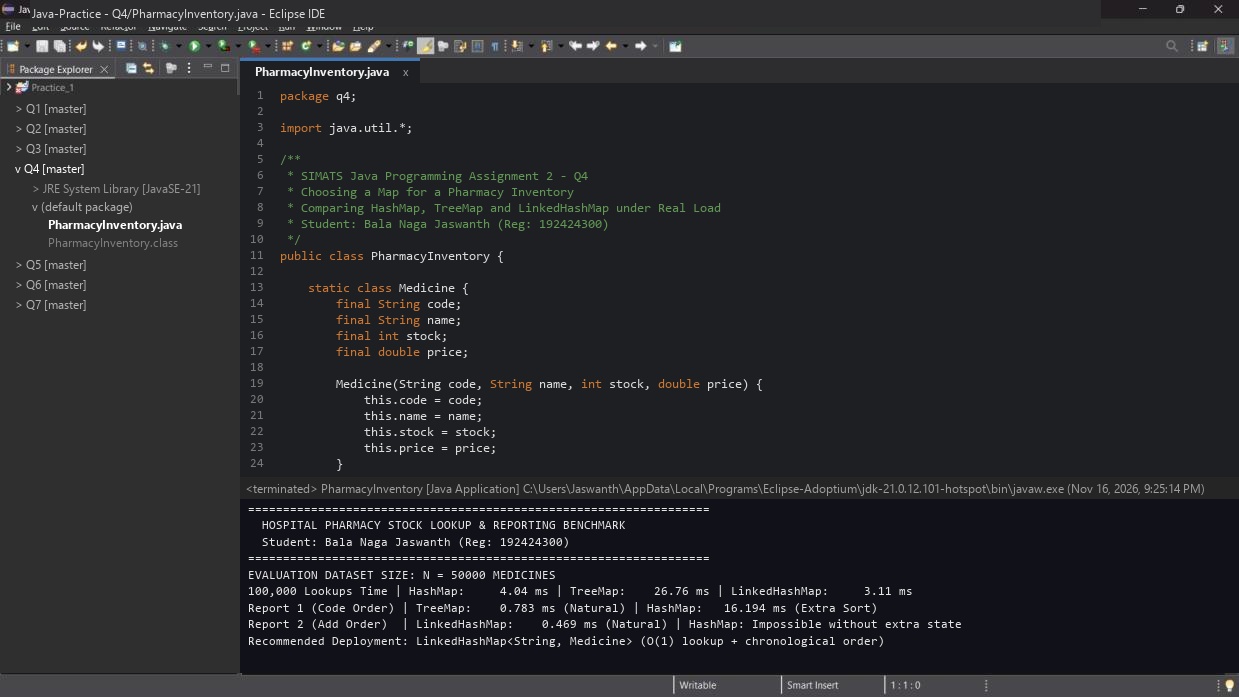 Java-Practice - Q4/PharmacyInventory.java - Eclipse IDE
File Edit Source Refactor Navigate Search Project Run Window Help
Package Explorer
Practice_1
> Q1 [master]
> Q2 [master]
> Q3 [master]
v Q4 [master]
> JRE System Library [JavaSE-21]
v (default package)
PharmacyInventory.java
PharmacyInventory.class
> Q5 [master]
> Q6 [master]
> Q7 [master]
PharmacyInventory.java x
1 package q4;
2
3 import java.util.*;
4
5 /**
6 * SIMATS Java Programming Assignment 2 - Q4
7 * Choosing a Map for a Pharmacy Inventory
8 * Comparing HashMap, TreeMap and LinkedHashMap under Real Load
9 * Student: Bala Naga Jaswanth (Reg: 192424300)
10 */
11 public class PharmacyInventory {
12
13 static class Medicine {
14 final String code;
15 final String name;
16 final int stock;
17 final double price;
18
19 Medicine(String code, String name, int stock, double price) {
20 this.code = code;
21 this.name = name;
22 this.stock = stock;
23 this.price = price;
24 }
<terminated> PharmacyInventory [Java Application] C:\Users\Jaswanth\AppData\Local\Programs\Eclipse-Adoptium\jdk-21.0.12.101-hotspot\bin\javaw.exe (Nov 16, 2026, 9:25:14 PM)
==================================================================
HOSPITAL PHARMACY STOCK LOOKUP & REPORTING BENCHMARK
Student: Bala Naga Jaswanth (Reg: 192424300)
==================================================================
EVALUATION DATASET SIZE: N = 50000 MEDICINES
100,000 Lookups Time | HashMap: 4.04 ms | TreeMap: 26.76 ms | LinkedHashMap: 3.11 ms
Report 1 (Code Order) | TreeMap: 0.783 ms (Natural) | HashMap: 16.194 ms (Extra Sort)
Report 2 (Add Order) | LinkedHashMap: 0.469 ms (Natural) | HashMap: Impossible without extra state
Recommended Deployment: LinkedHashMap<String, Medicine> (O(1) lookup + chronological order)
Writable
Smart Insert
1 : 1 : 0